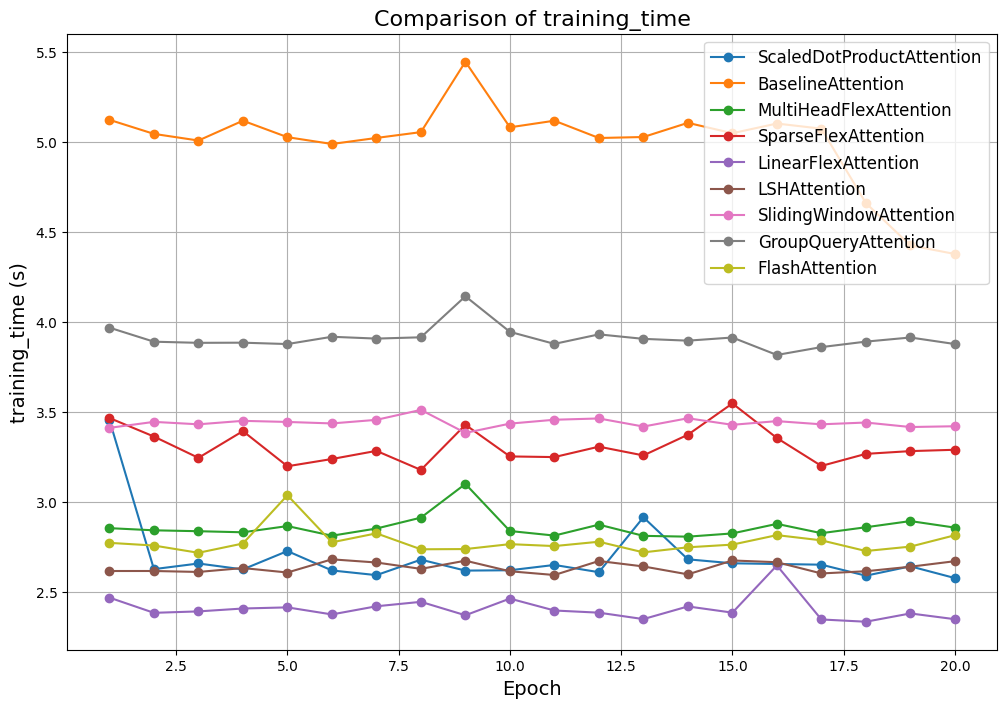 Comparison of training_time
ScaledDotProductAttention
BaselineAttention
MultiHeadFlexAttention
SparseFlexAttention
LinearFlexAttention
LSHAttention
SlidingWindowAttention
GroupQueryAttention
FlashAttention
training_time (s)
5.5
5.0
4.5
4.0
3.5
3.0
2.5
2.5
5.0
7.5
10.0
12.5
15.0
17.5
20.0
Epoch